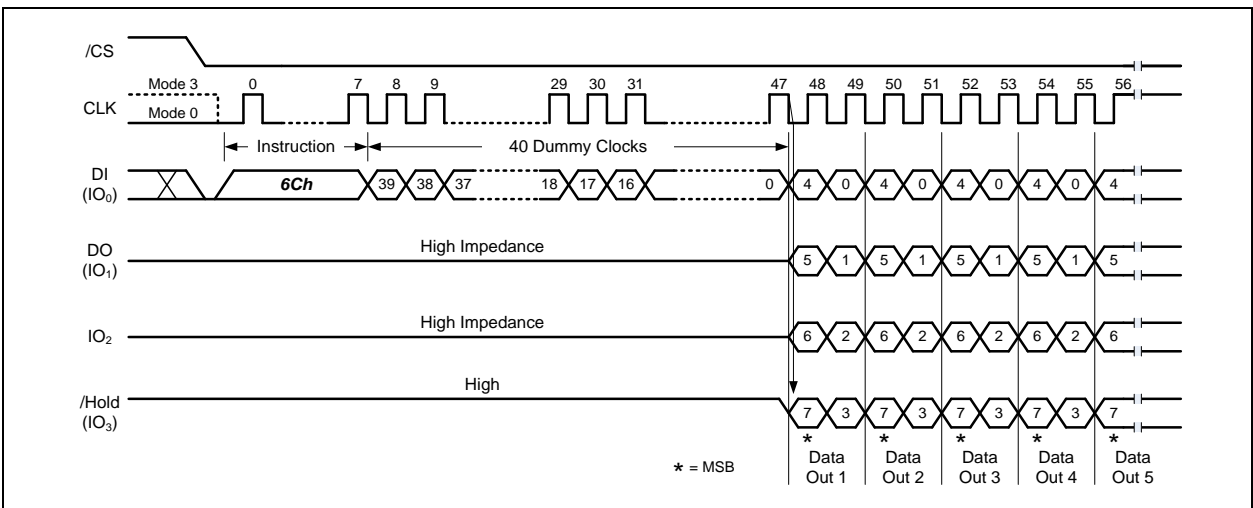 /CS
Mode 3 0 7 8 9 29 30 31 47 48 49 50 51 52 53 54 55 56
CLK
Mode 0
Instruction 40 Dummy Clocks
DI
(IO₀)
6Ch 39 38 37 18 17 16 0 4 0 4 0 4 0 4 0 4
High Impedance
DO
(IO₁)
5 1 5 1 5 1 5 1 5
High Impedance
IO₂ 6 2 6 2 6 2 6 2 6
High
/Hold
(IO₃)
7 3 7 3 7 3 7 3 7
* * * * *
* = MSB
Data Data Data Data Data
Out 1 Out 2 Out 3 Out 4 Out 5